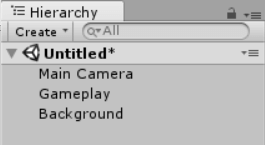 Hierarchy
Create All
Untitled*
Main Camera
Gameplay
Background